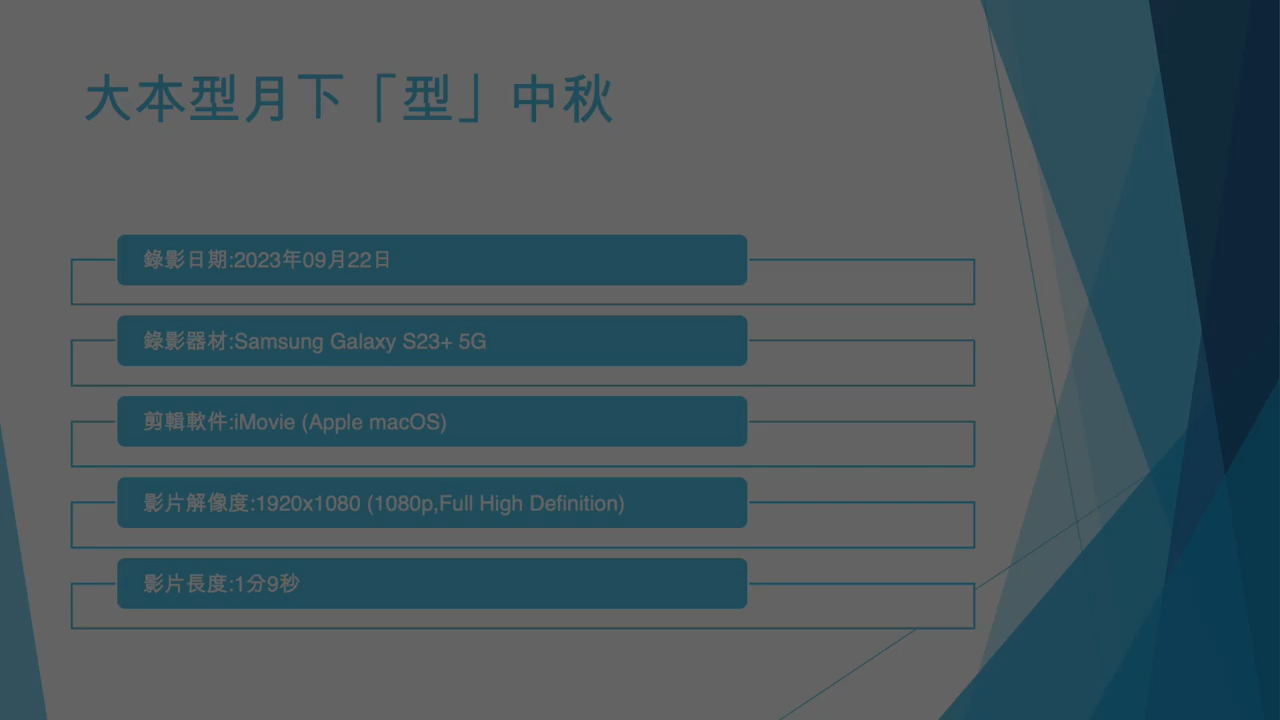 大本型月下「型」中秋
錄影日期:2023年09月22日
錄影器材:Samsung Galaxy S23+ 5G
剪輯軟件:iMovie (Apple macOS)
影片解像度:1920x1080 (1080p,Full High Definition)
影片長度:1分9秒